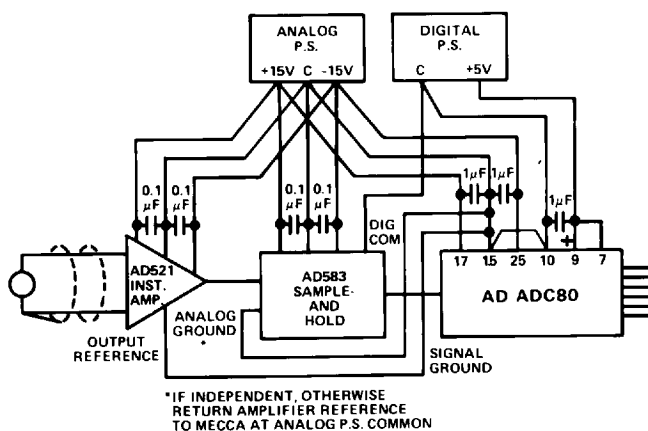 ANALOG
P.S.
+15V C -15V
DIGITAL
P.S.
C +5V
0.1
μF
0.1
μF
0.1
μF
0.1
μF
1μF
1μF
1μF
DIG
COM
+
17 15 25 10 9 7
AD521
INST.
AMP.
AD583
SAMPLE-
AND
HOLD
AD ADC80
ANALOG
GROUND
*
OUTPUT
REFERENCE
SIGNAL
GROUND
*IF INDEPENDENT, OTHERWISE
RETURN AMPLIFIER REFERENCE
TO MECCA AT ANALOG P.S. COMMON